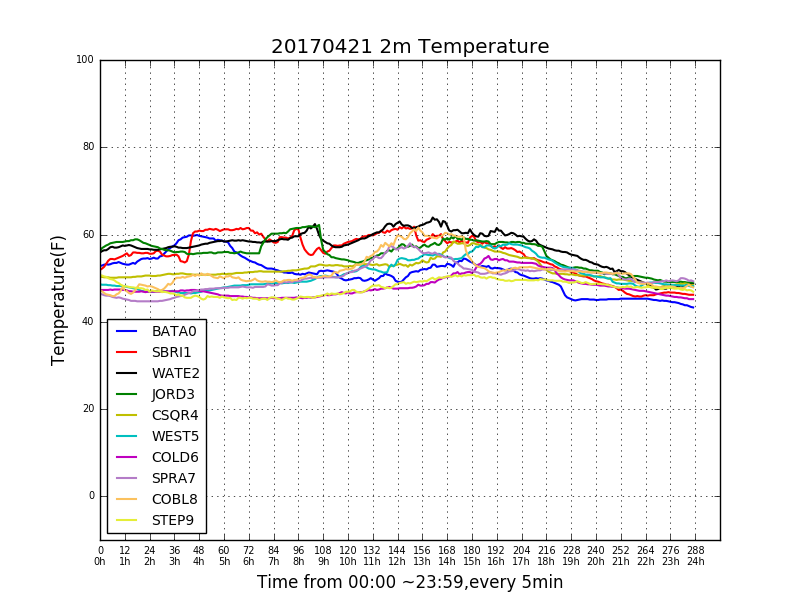 20170421 2m Temperature
100
80
60
40
20
0
Temperature(F)
BATA0
SBRI1
WATE2
JORD3
CSQR4
WEST5
COLD6
SPRA7
COBL8
STEP9
0 12 24 36 48 60 72 84 96 108 120 132 144 156 168 180 192 204 216 228 240 252 264 276 288
0h 1h 2h 3h 4h 5h 6h 7h 8h 9h 10h 11h 12h 13h 14h 15h 16h 17h 18h 19h 20h 21h 22h 23h 24h
Time from 00:00 ~23:59,every 5min